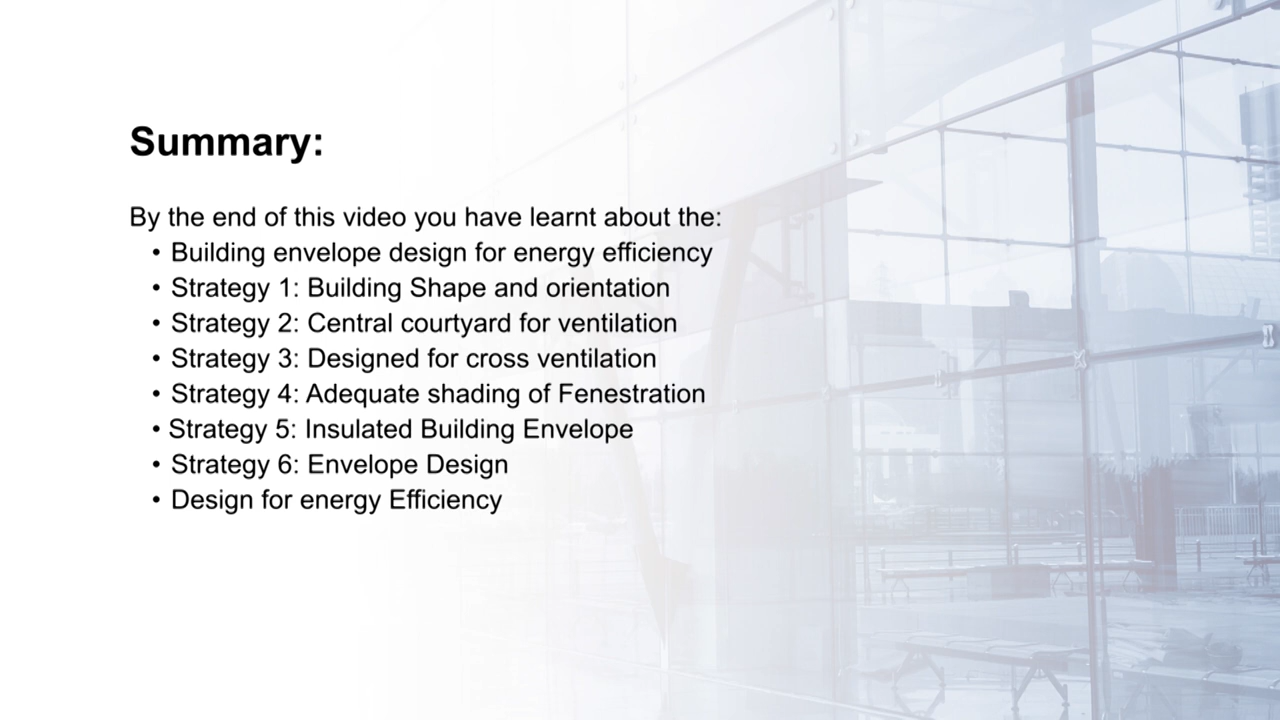 Summary:
By the end of this video you have learnt about the:
• Building envelope design for energy efficiency
• Strategy 1: Building Shape and orientation
• Strategy 2: Central courtyard for ventilation
• Strategy 3: Designed for cross ventilation
• Strategy 4: Adequate shading of Fenestration
• Strategy 5: Insulated Building Envelope
• Strategy 6: Envelope Design
• Design for energy Efficiency